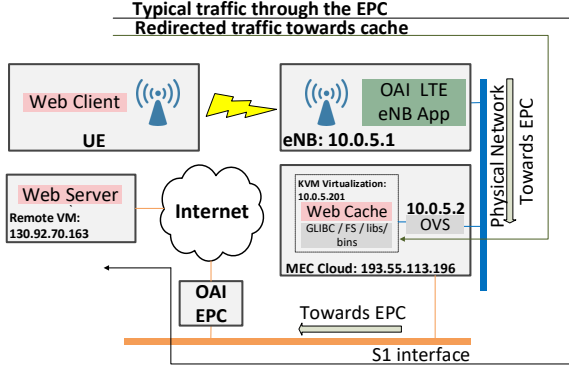 Typical traffic through the EPC
Redirected traffic towards cache
Web Client
UE
OAI LTE
eNB App
eNB: 10.0.5.1
Physical Network
Towards EPC
Web Server
Remote VM:
130.92.70.163
Internet
KVM Virtualization:
10.0.5.201
Web Cache
GLIBC / FS / libs/
bins
10.0.5.2
OVS
MEC Cloud: 193.55.113.196
OAI
EPC
Towards EPC
S1 interface